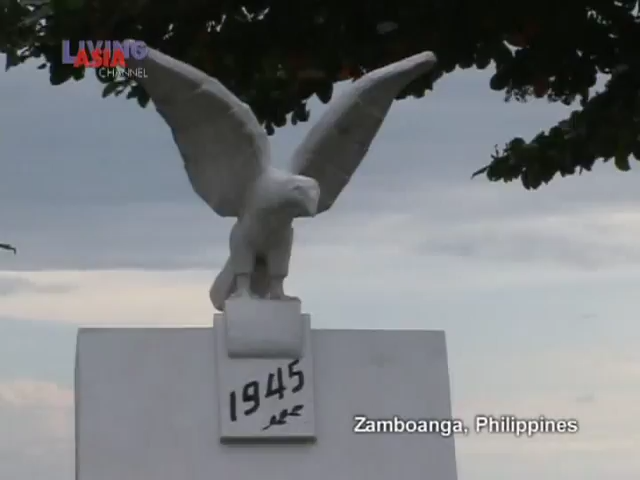 LIVING
ASIA
CHANNEL
1945
Zamboanga, Philippines